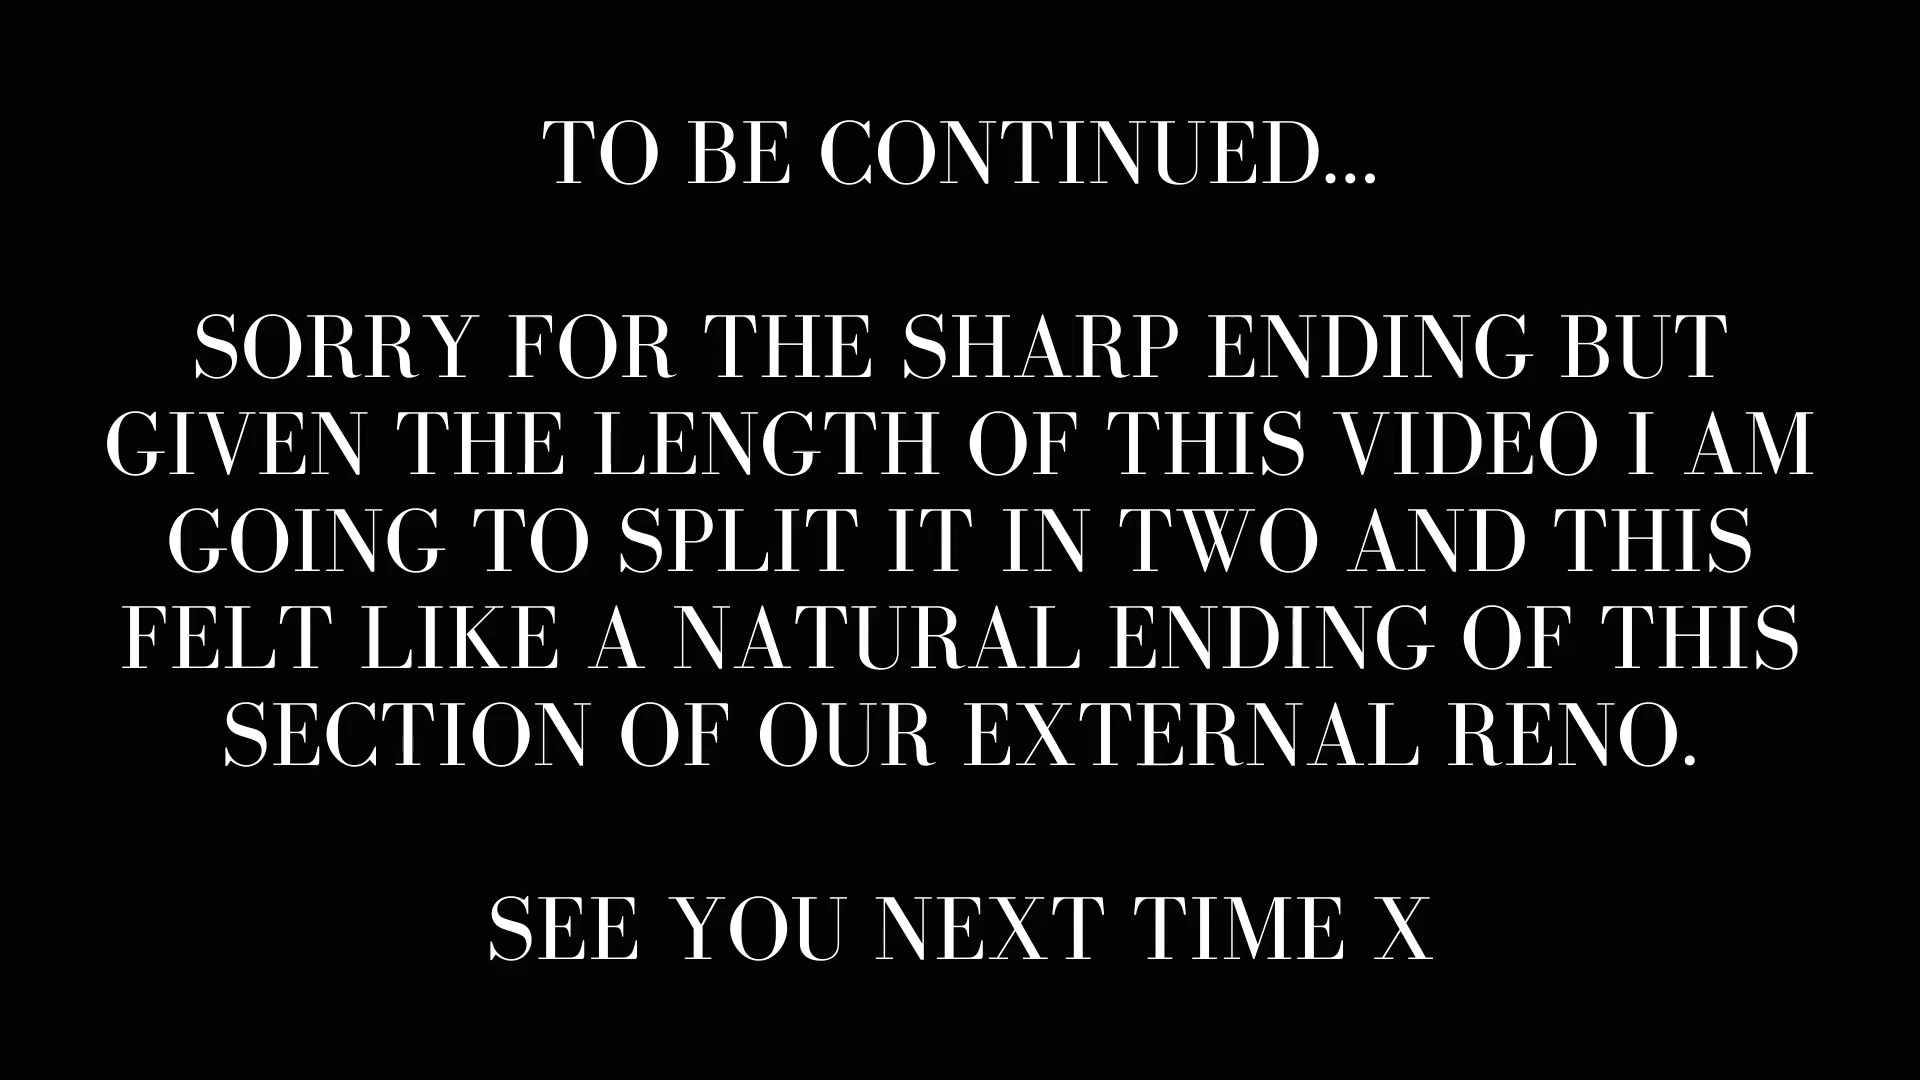 TO BE CONTINUED...
SORRY FOR THE SHARP ENDING BUT
GIVEN THE LENGTH OF THIS VIDEO I AM
GOING TO SPLIT IT IN TWO AND THIS
FELT LIKE A NATURAL ENDING OF THIS
SECTION OF OUR EXTERNAL RENO.
SEE YOU NEXT TIME X